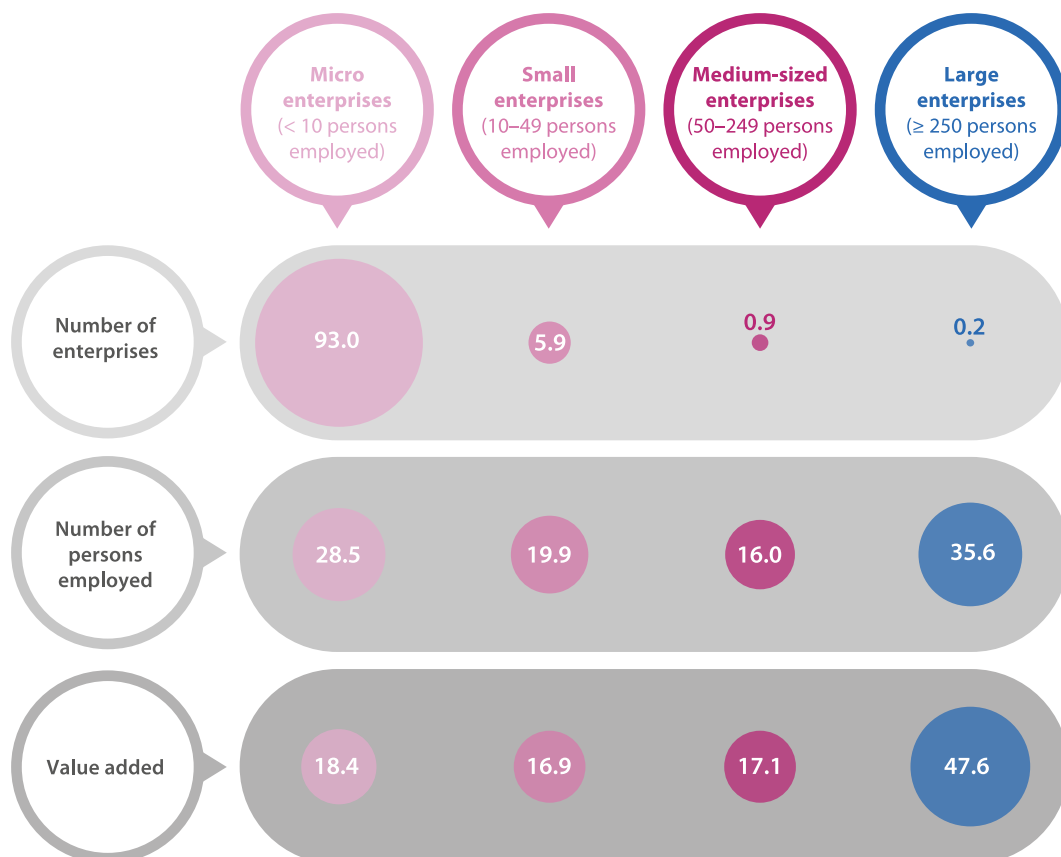 Micro
enterprises
(< 10 persons
employed)
Small
enterprises
(10–49 persons
employed)
Medium-sized
enterprises
(50–249 persons
employed)
Large
enterprises
(≥ 250 persons
employed)
Number of
enterprises
93.0
5.9
0.9
0.2
Number of
persons
employed
28.5
19.9
16.0
35.6
Value added
18.4
16.9
17.1
47.6